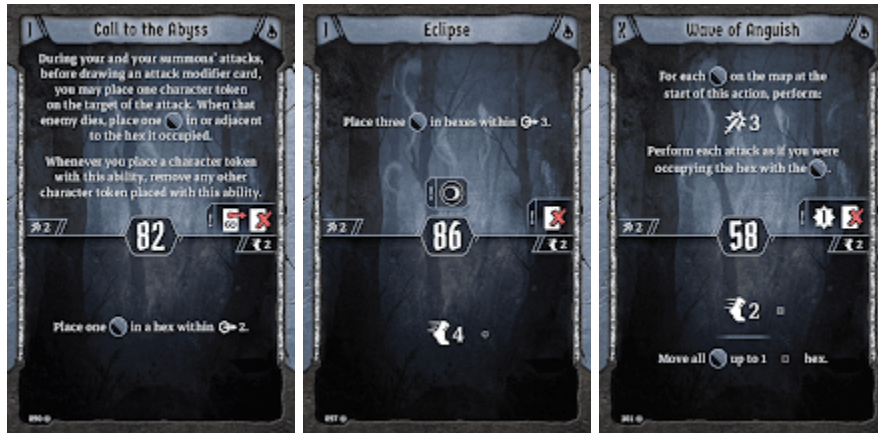 I
Call to the Abyss
During your and your summons' attacks,
before drawing an attack modifier card,
you may place one character token
on the target of the attack. When that
enemy dies, place one in or adjacent
to the hex it occupied.
Whenever you place a character token
with this ability, remove any other
character token placed with this ability.
2
82
2
Place one in a hex within 2.
I
Eclipse
Place three in hexes within 3.
2
86
2
4
X
Wave of Anguish
For each on the map at the
start of this action, perform:
3
Perform each attack as if you were
occupying the hex with the .
2
58
1
2
2
Move all up to 1 hex.